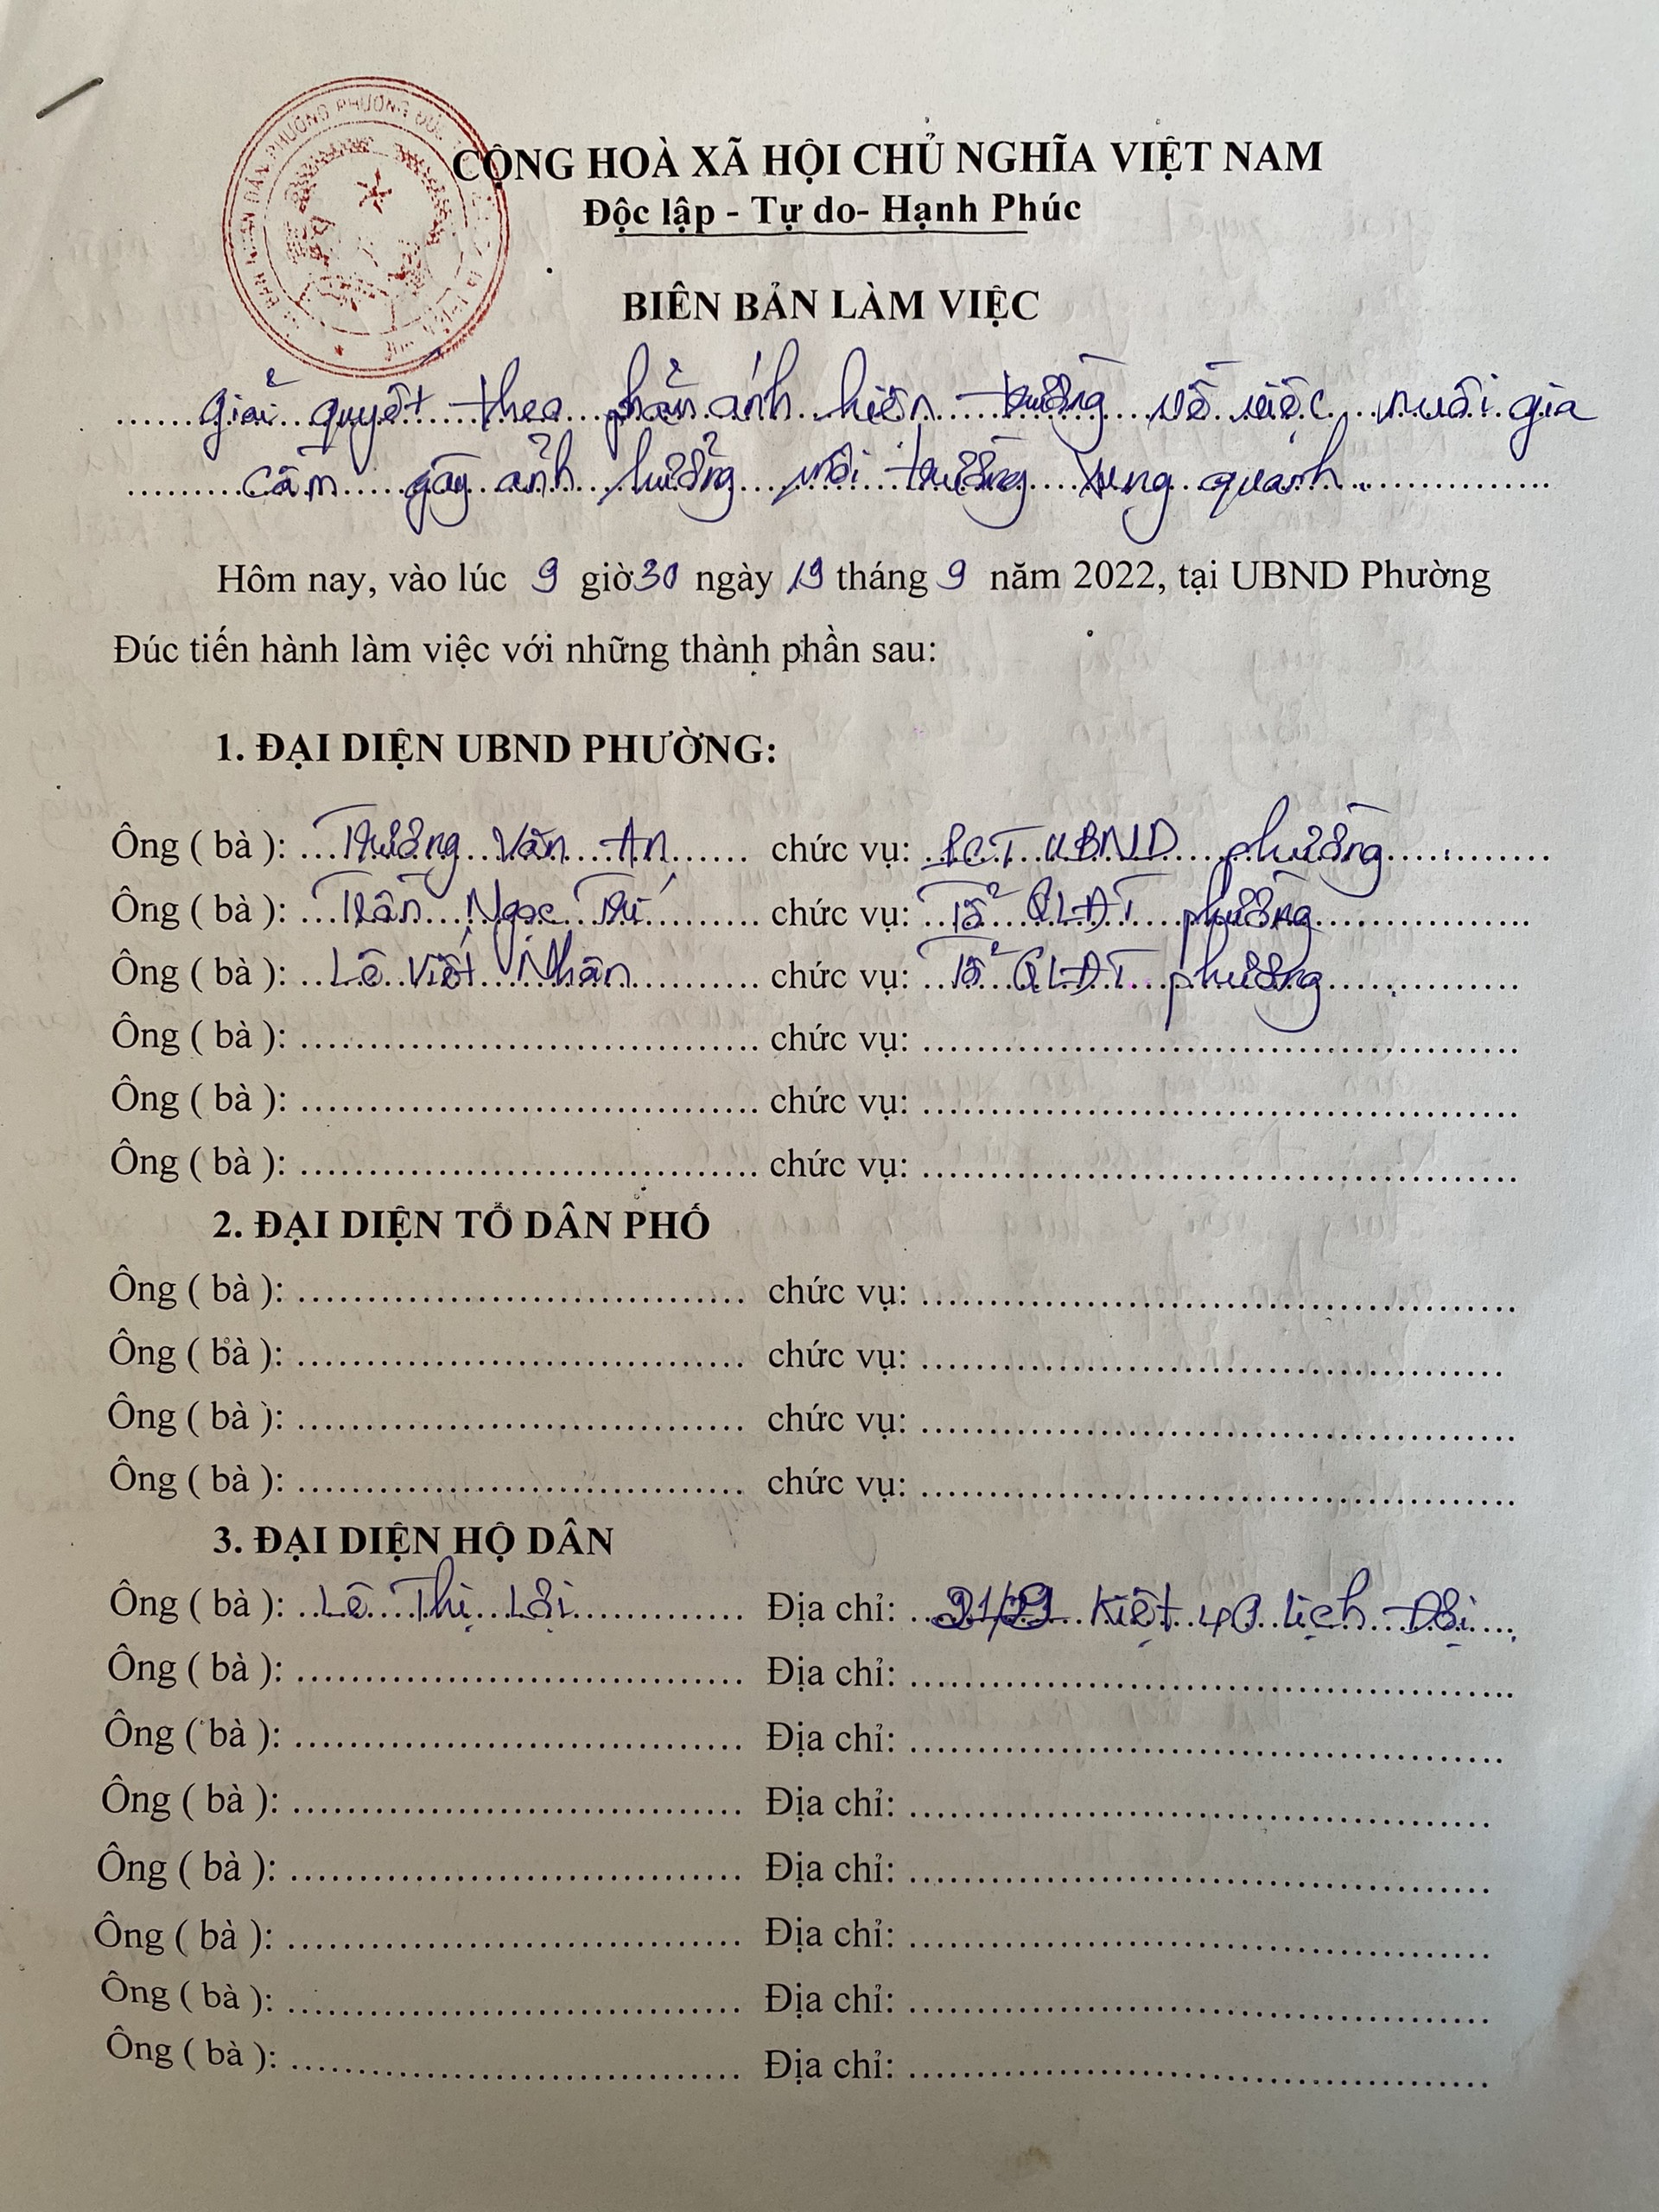 ỦY BAN NHÂN DÂN PHƯỜNG PHƯỜNG ĐÚC
CỘNG HOÀ XÃ HỘI CHỦ NGHĨA VIỆT NAM
Độc lập - Tự do- Hạnh Phúc
BIÊN BẢN LÀM VIỆC
......giải quyết theo phản ánh hiện trường về việc nuôi gia
.........cầm gây ảnh hưởng môi trường xung quanh...............
Hôm nay, vào lúc 9 giờ 30 ngày 19 tháng 9 năm 2022, tại UBND Phường
Đúc tiến hành làm việc với những thành phần sau:
1. ĐẠI DIỆN UBND PHƯỜNG:
Ông ( bà ): ...Trương Văn An...... chức vụ: PCT UBND phường............
Ông ( bà ): ...Trần Ngọc Trí......... chức vụ: Tổ QLĐT phường................
Ông ( bà ): ..Lê Viết Nhân.......... chức vụ: Tổ QLĐT phường...............
Ông ( bà ): .................................. chức vụ: ............................................
Ông ( bà ): .................................. chức vụ: ............................................
Ông ( bà ): .................................. chức vụ: ............................................
2. ĐẠI DIỆN TỔ DÂN PHỐ
Ông ( bà ): ................................. chức vụ: ............................................
Ông ( bà ): ................................. chức vụ: ...........................................
Ông ( bà ): ................................. chức vụ: ............................................
Ông ( bà ): ................................. chức vụ: ............................................
3. ĐẠI DIỆN HỘ DÂN
Ông ( bà ): ..Lê Thị Lợi............. Địa chỉ: .. Kiệt 40 Lịch Đợi....
Ông ( bà ): ................................. Địa chỉ: .............................................
Ông ( bà ): ................................. Địa chỉ: ............................................
Ông ( bà ): ................................. Địa chỉ: ...........................................
Ông ( bà ): ................................. Địa chỉ: ...........................................
Ông ( bà ): ................................. Địa chỉ: ...........................................
Ông ( bà ): ................................. Địa chỉ: ...........................................
Ông ( bà ): ................................. Địa chỉ: ...........................................